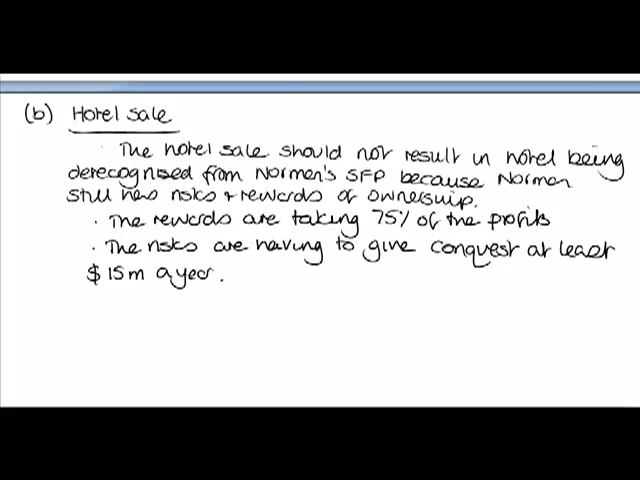 (b) Hotel sale
The hotel sale should not result in hotel being
derecognised from Norman's SFP because Norman
still has risks + rewards of ownership.
· The rewards are taking 75% of the profits
· The risks are having to give Conquest at least
$15m a year.